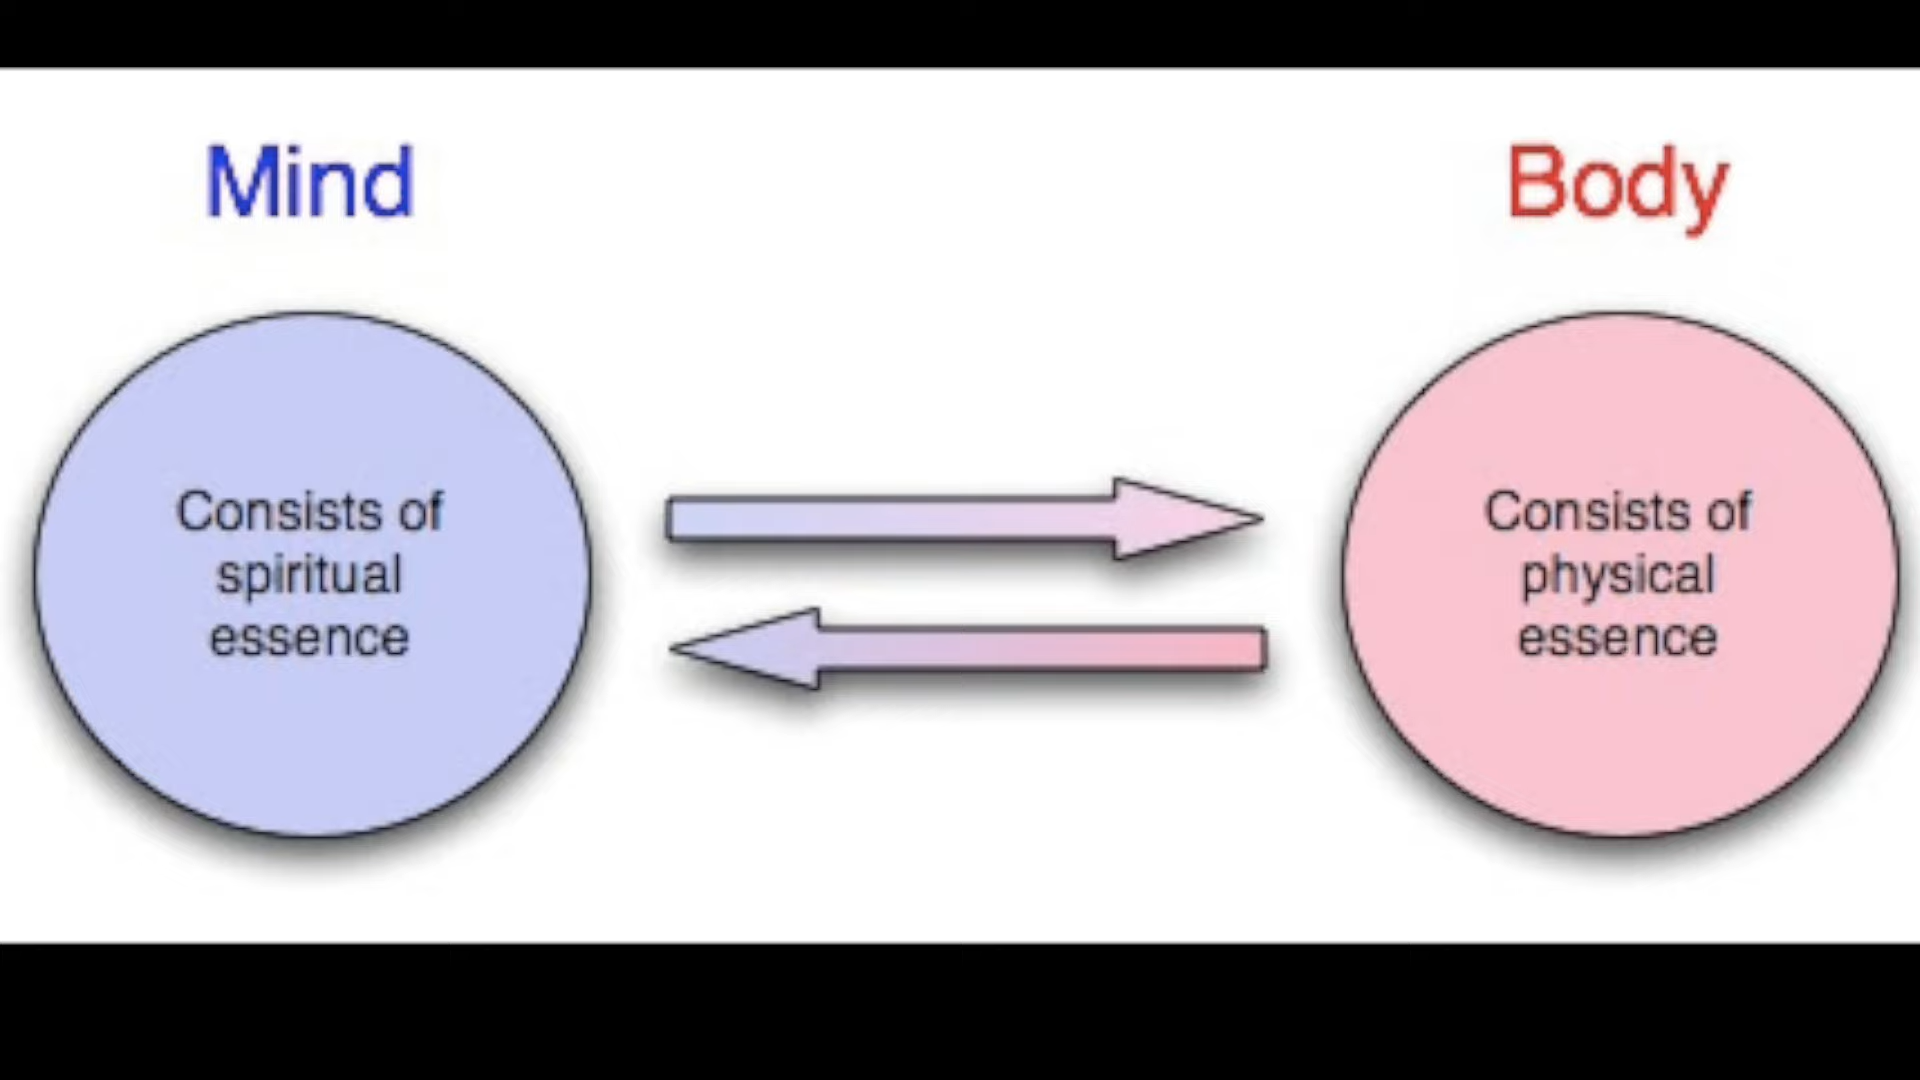 Mind
Body
Consists of
spiritual
essence
Consists of
physical
essence